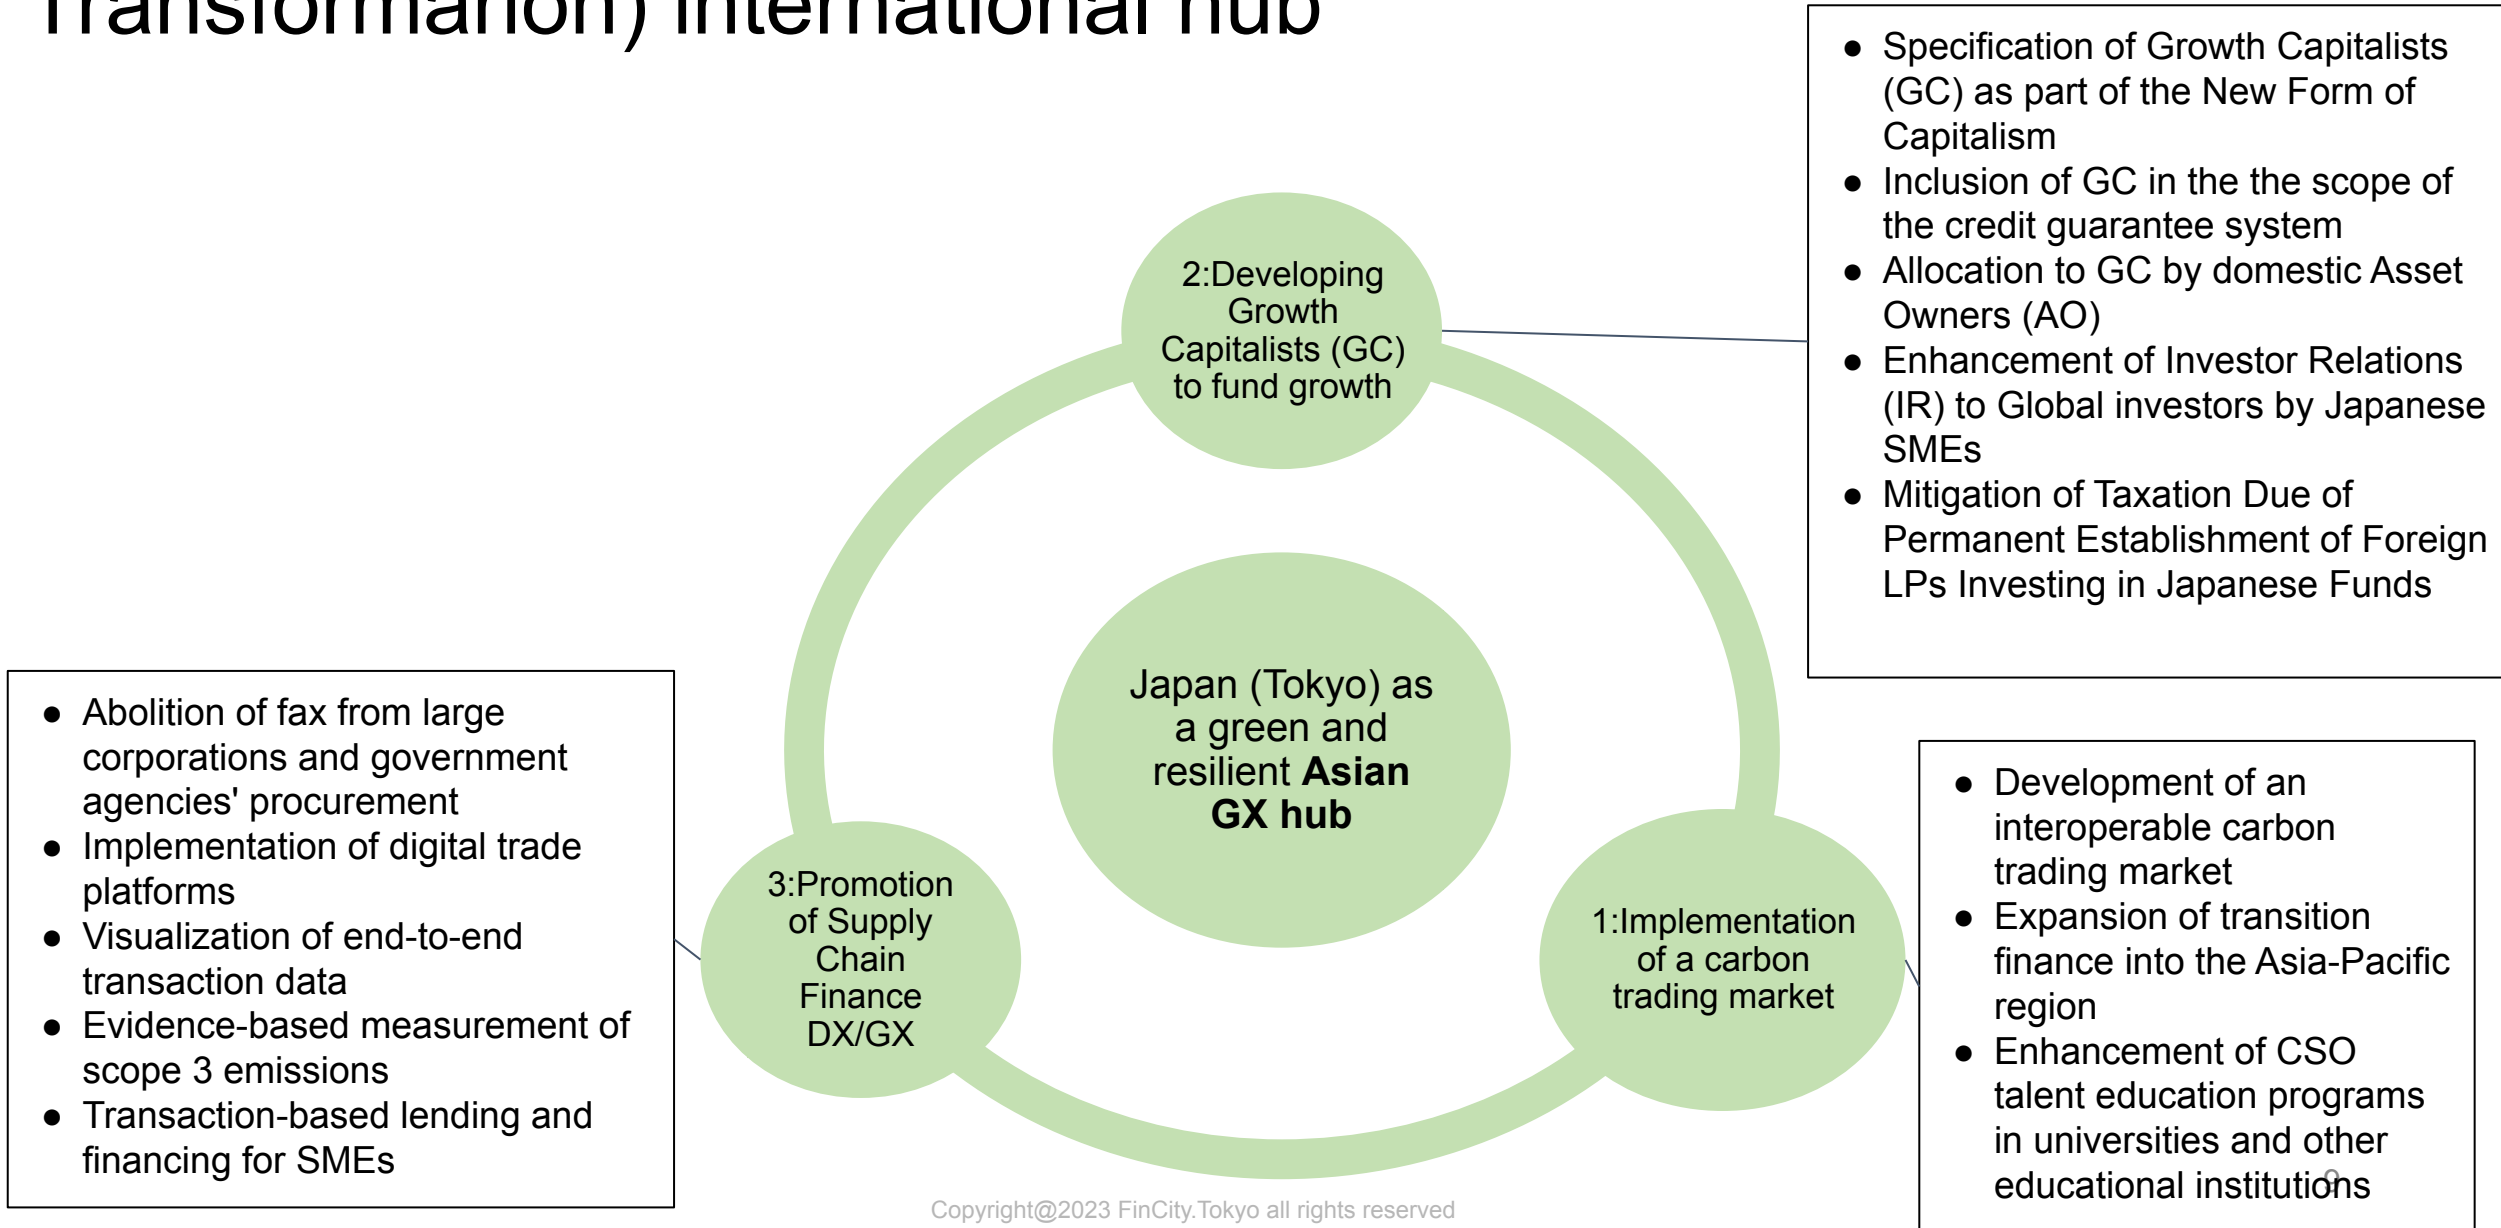 Transformarion) international hub
● Specification of Growth Capitalists
(GC) as part of the New Form of
Capitalism
● Inclusion of GC in the the scope of
the credit guarantee system
● Allocation to GC by domestic Asset
Owners (AO)
● Enhancement of Investor Relations
(IR) to Global investors by Japanese
SMEs
● Mitigation of Taxation Due of
Permanent Establishment of Foreign
LPs Investing in Japanese Funds
2:Developing
Growth
Capitalists (GC)
to fund growth
Japan (Tokyo) as
a green and
resilient Asian
GX hub
● Abolition of fax from large
corporations and government
agencies' procurement
● Implementation of digital trade
platforms
● Visualization of end-to-end
transaction data
● Evidence-based measurement of
scope 3 emissions
● Transaction-based lending and
financing for SMEs
3:Promotion
of Supply
Chain
Finance
DX/GX
1:Implementation
of a carbon
trading market
● Development of an
interoperable carbon
trading market
● Expansion of transition
finance into the Asia-Pacific
region
● Enhancement of CSO
talent education programs
in universities and other
educational institutions
9
Copyright@2023 FinCity.Tokyo all rights reserved